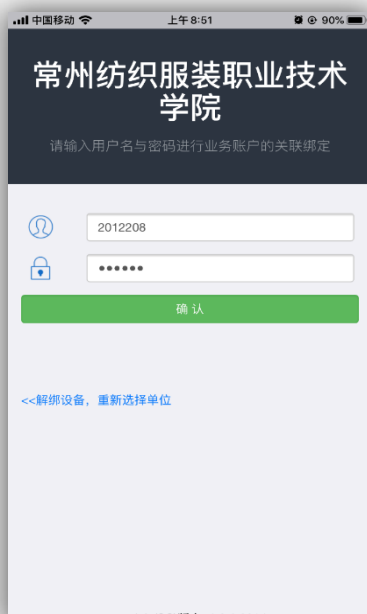 中国移动 上午8:51 90%
常州纺织服装职业技术
学院
请输入用户名与密码进行业务账户的关联绑定
2012208
••••••
确 认
<<解绑设备，重新选择单位